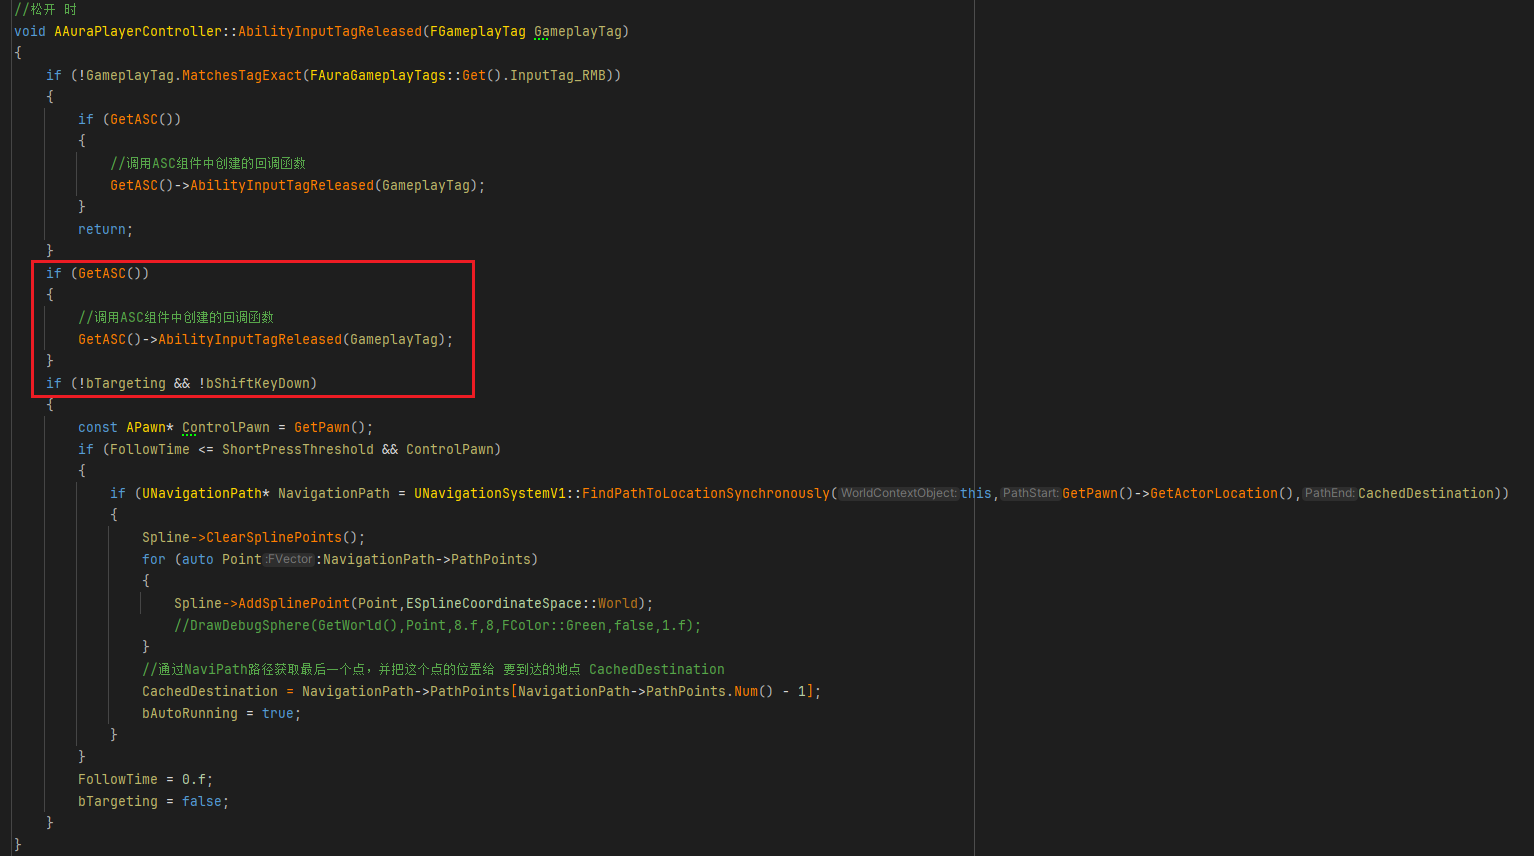 //松开 时
void AAuraPlayerController::AbilityInputTagReleased(FGameplayTag GameplayTag)
{
    if (!GameplayTag.MatchesTagExact(FAuraGameplayTags::Get().InputTag_RMB))
    {
        if (GetASC())
        {
            //调用ASC组件中创建的回调函数
            GetASC()->AbilityInputTagReleased(GameplayTag);
        }
        return;
    }
    if (GetASC())
    {
        //调用ASC组件中创建的回调函数
        GetASC()->AbilityInputTagReleased(GameplayTag);
    }
    if (!bTargeting && !bShiftKeyDown)
    {
        const APawn* ControlPawn = GetPawn();
        if (FollowTime <= ShortPressThreshold && ControlPawn)
        {
            if (UNavigationPath* NavigationPath = UNavigationSystemV1::FindPathToLocationSynchronously(WorldContextObject:this,PathStart:GetPawn()->GetActorLocation(),PathEnd:CachedDestination))
            {
                Spline->ClearSplinePoints();
                for (auto Point:FVector:NavigationPath->PathPoints)
                {
                    Spline->AddSplinePoint(Point,ESplineCoordinateSpace::World);
                    //DrawDebugSphere(GetWorld(),Point,8.f,8,FColor::Green,false,1.f);
                }
                //通过NaviPath路径获取最后一个点，并把这个点的位置给 要到达的地点 CachedDestination
                CachedDestination = NavigationPath->PathPoints[NavigationPath->PathPoints.Num() - 1];
                bAutoRunning = true;
            }
        }
        FollowTime = 0.f;
        bTargeting = false;
    }
}